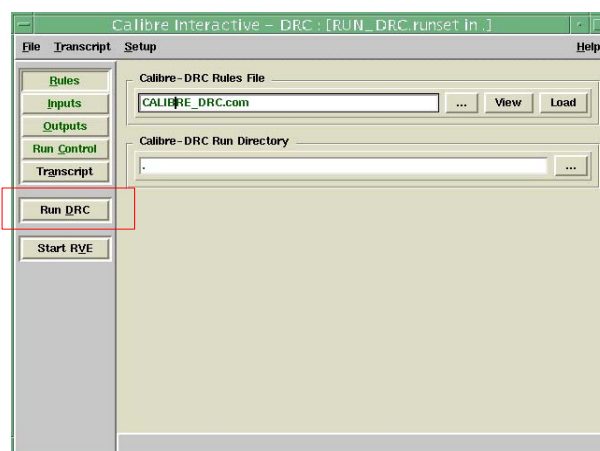 Calibre Interactive - DRC : [RUN_DRC.runset in .]
File Transcript Setup Help
Rules
Inputs
Outputs
Run Control
Transcript
Run DRC
Start RVE
Calibre-DRC Rules File
CALIBRE_DRC.com ... View Load
Calibre-DRC Run Directory
. ...